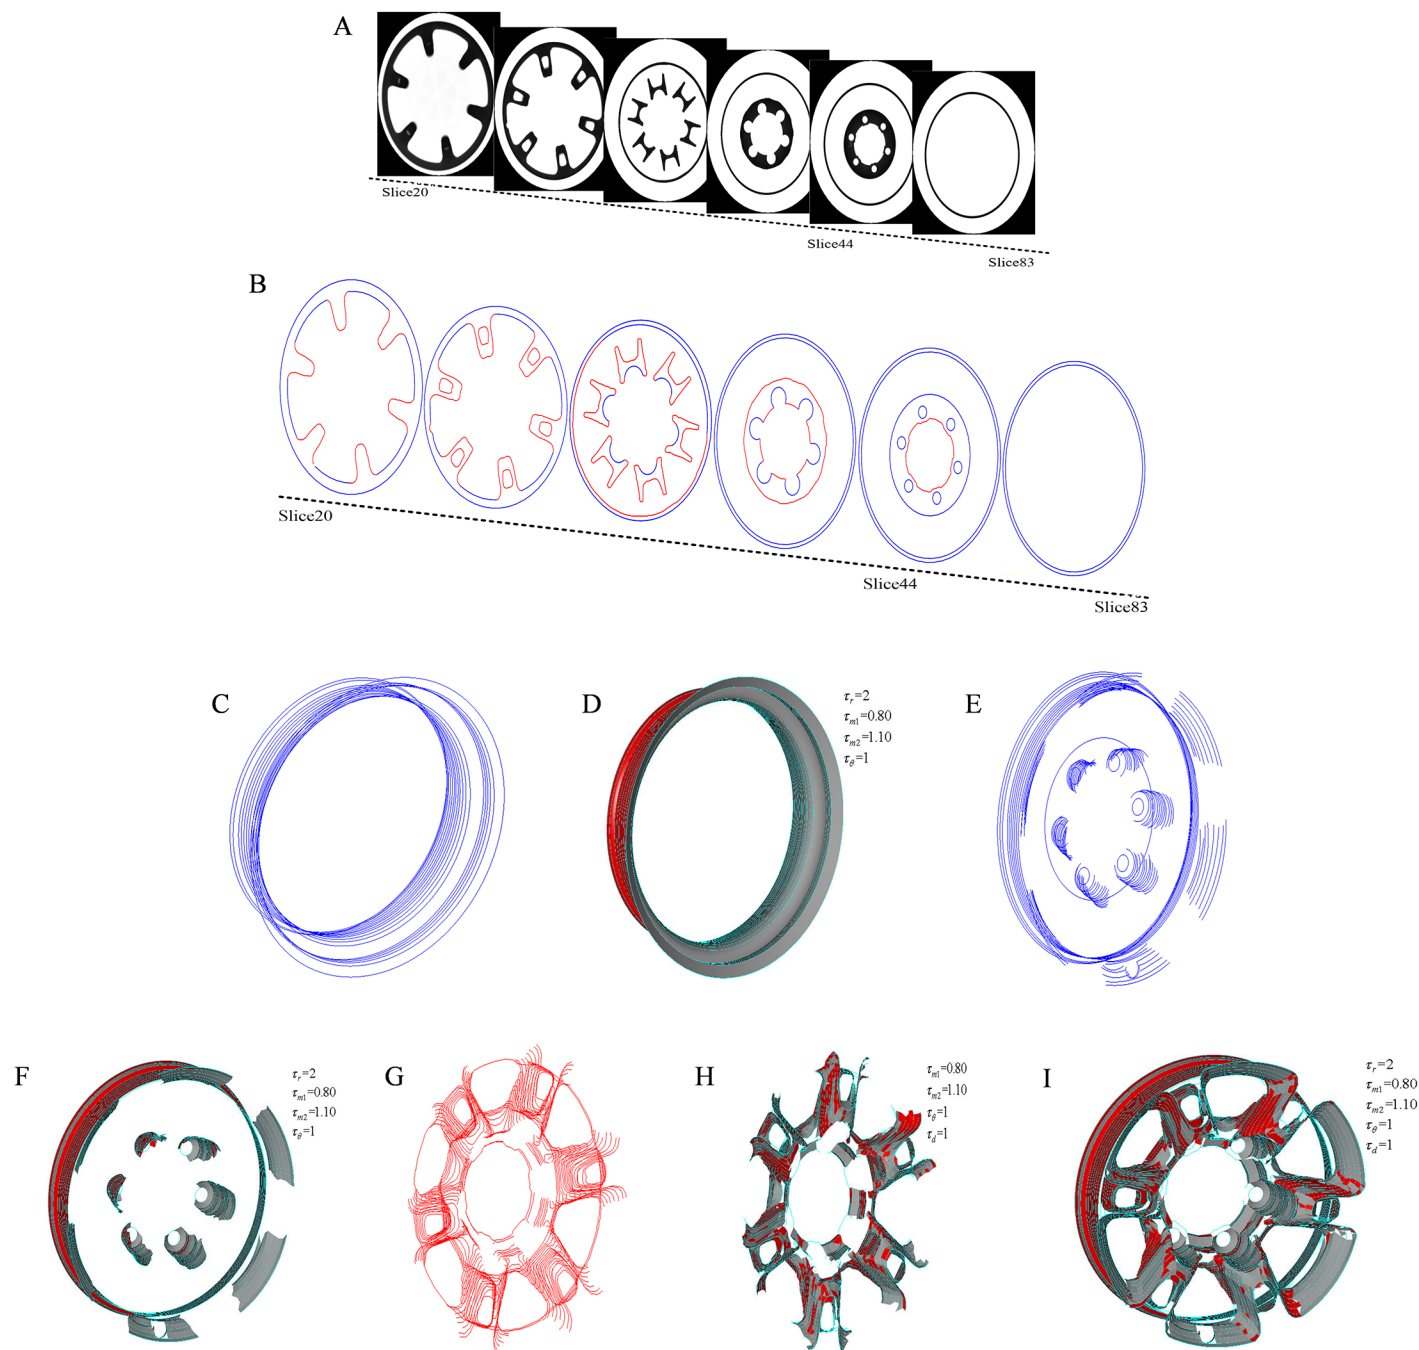 A
Slice20
Slice44
Slice83
B
Slice20
Slice44
Slice83
C
D
τr=2
τm1=0.80
τm2=1.10
τθ=1
E
F
τr=2
τm1=0.80
τm2=1.10
τθ=1
G
H
τm1=0.80
τm2=1.10
τθ=1
τd=1
I
τr=2
τm1=0.80
τm2=1.10
τθ=1
τd=1